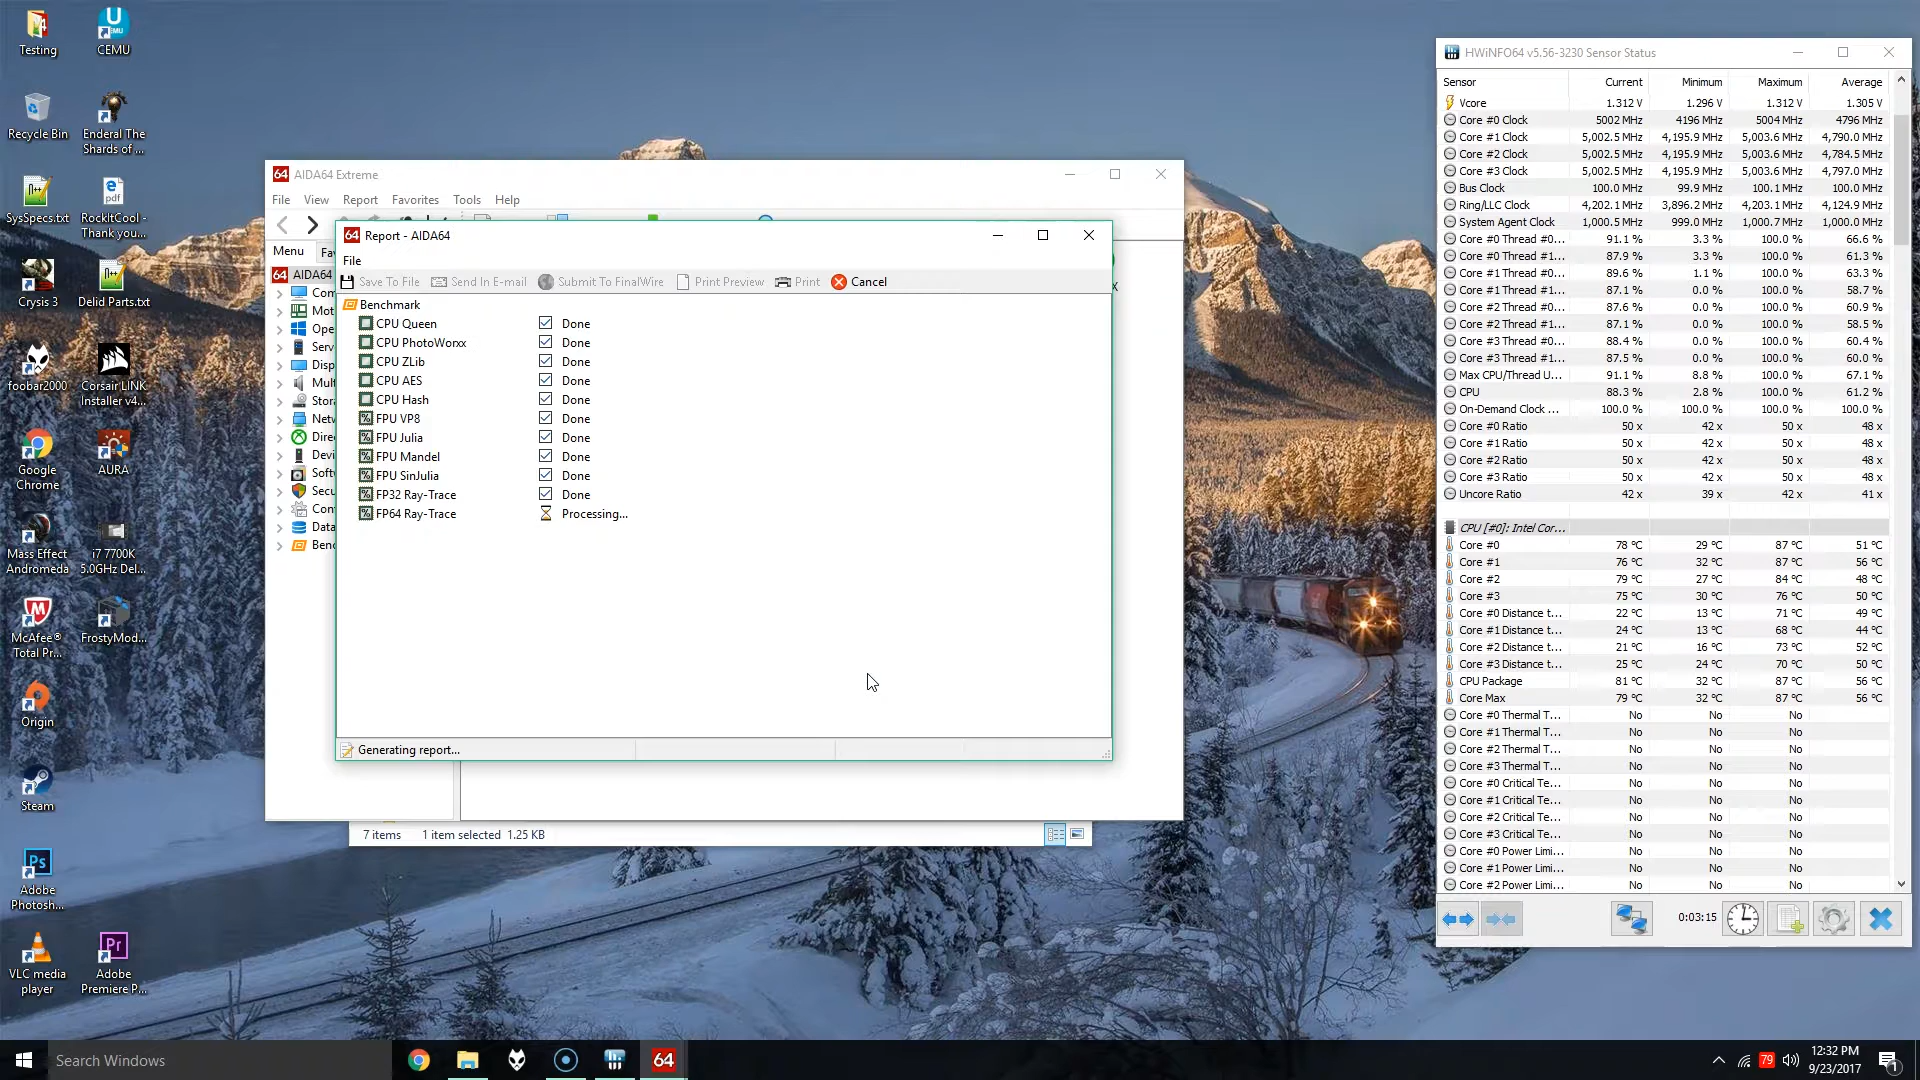 Testing
CEMU
Recycle Bin
Enderal The
Shards of ...
SysSpecs.txt
RockItCool -
Thank you...
Crysis 3
Delid Parts.txt
foobar2000
Corsair LINK
Installer v4...
Google
Chrome
AURA
Mass Effect
Andromeda
i7 7700K
5.0GHz Del...
McAfee®
Total Pr...
FrostyMod...
Origin
Steam
Adobe
Photosh...
VLC media
player
Adobe
Premiere P...
64 AIDA64 Extreme
File View Report Favorites Tools Help
Menu Fa
64 AIDA64
Com
Mot
Ope
Serv
Disp
Mult
Stor
Netw
Dire
Devi
Soft
Secu
Con
Data
Benc
64 Report - AIDA64
File
Save To File Send In E-mail Submit To FinalWire Print Preview Print Cancel
Benchmark
CPU Queen Done
CPU PhotoWorxx Done
CPU ZLib Done
CPU AES Done
CPU Hash Done
FPU VP8 Done
FPU Julia Done
FPU Mandel Done
FPU SinJulia Done
FP32 Ray-Trace Done
FP64 Ray-Trace Processing...
Generating report...
7 items 1 item selected 1.25 KB
HWiNFO64 v5.56-3230 Sensor Status
Sensor Current Minimum Maximum Average
Vcore 1.312 V 1.296 V 1.312 V 1.305 V
Core #0 Clock 5002 MHz 4196 MHz 5004 MHz 4796 MHz
Core #1 Clock 5,002.5 MHz 4,195.9 MHz 5,003.6 MHz 4,790.0 MHz
Core #2 Clock 5,002.5 MHz 4,195.9 MHz 5,003.6 MHz 4,784.5 MHz
Core #3 Clock 5,002.5 MHz 4,195.9 MHz 5,003.6 MHz 4,797.0 MHz
Bus Clock 100.0 MHz 99.9 MHz 100.1 MHz 100.0 MHz
Ring/LLC Clock 4,202.1 MHz 3,896.2 MHz 4,203.1 MHz 4,124.9 MHz
System Agent Clock 1,000.5 MHz 999.0 MHz 1,000.7 MHz 1,000.0 MHz
Core #0 Thread #0... 91.1 % 3.3 % 100.0 % 66.6 %
Core #0 Thread #1... 87.9 % 3.3 % 100.0 % 61.3 %
Core #1 Thread #0... 89.6 % 1.1 % 100.0 % 63.3 %
Core #1 Thread #1... 87.1 % 0.0 % 100.0 % 58.7 %
Core #2 Thread #0... 87.6 % 0.0 % 100.0 % 60.9 %
Core #2 Thread #1... 87.1 % 0.0 % 100.0 % 58.5 %
Core #3 Thread #0... 88.4 % 0.0 % 100.0 % 60.4 %
Core #3 Thread #1... 87.5 % 0.0 % 100.0 % 60.0 %
Max CPU/Thread U... 91.1 % 8.8 % 100.0 % 67.1 %
CPU 88.3 % 2.8 % 100.0 % 61.2 %
On-Demand Clock ... 100.0 % 100.0 % 100.0 % 100.0 %
Core #0 Ratio 50 x 42 x 50 x 48 x
Core #1 Ratio 50 x 42 x 50 x 48 x
Core #2 Ratio 50 x 42 x 50 x 48 x
Core #3 Ratio 50 x 42 x 50 x 48 x
Uncore Ratio 42 x 39 x 42 x 41 x
CPU [#0]: Intel Cor...
Core #0 78 °C 29 °C 87 °C 51 °C
Core #1 76 °C 32 °C 87 °C 56 °C
Core #2 79 °C 27 °C 84 °C 48 °C
Core #3 75 °C 30 °C 76 °C 50 °C
Core #0 Distance t... 22 °C 13 °C 71 °C 49 °C
Core #1 Distance t... 24 °C 13 °C 68 °C 44 °C
Core #2 Distance t... 21 °C 16 °C 73 °C 52 °C
Core #3 Distance t... 25 °C 24 °C 70 °C 50 °C
CPU Package 81 °C 32 °C 87 °C 56 °C
Core Max 79 °C 32 °C 87 °C 56 °C
Core #0 Thermal T... No No No
Core #1 Thermal T... No No No
Core #2 Thermal T... No No No
Core #3 Thermal T... No No No
Core #0 Critical Te... No No No
Core #1 Critical Te... No No No
Core #2 Critical Te... No No No
Core #3 Critical Te... No No No
Core #0 Power Limi... No No No
Core #1 Power Limi... No No No
Core #2 Power Limi... No No No
0:03:15
Search Windows
64
79
12:32 PM
9/23/2017
1